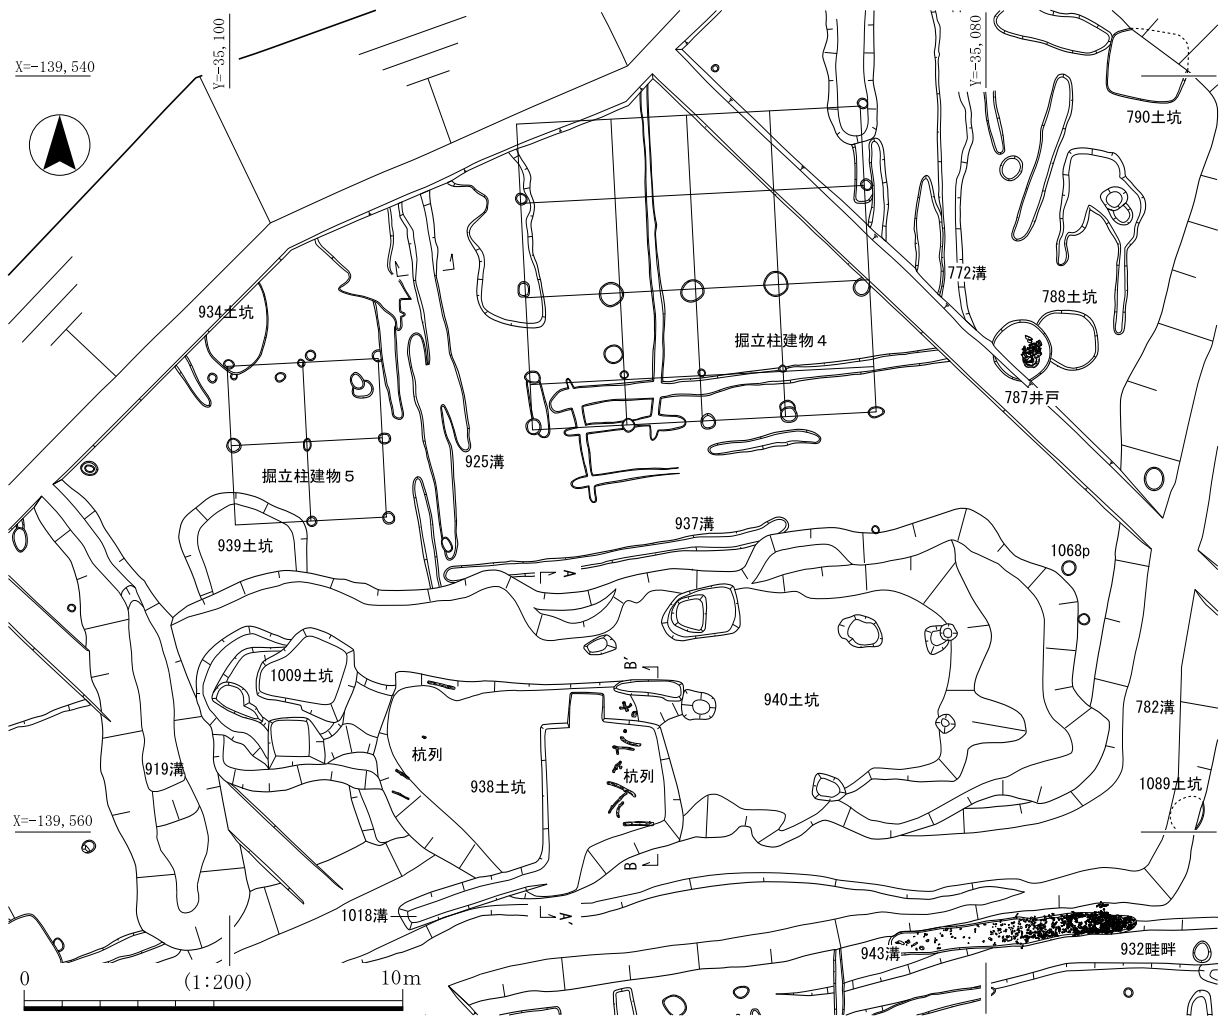 Y=-35,100
Y=-35,080
X=-139,540
790土坑
772溝
788土坑
934土坑
掘立柱建物4
787井戸
925溝
掘立柱建物5
937溝
939土坑
1068p
A
B′
1009土坑
940土坑
782溝
杭列
919溝
938土坑
杭列
1089土坑
X=-139,560
B
1018溝
A′
943溝
932畦畔
0
(1:200)
10m